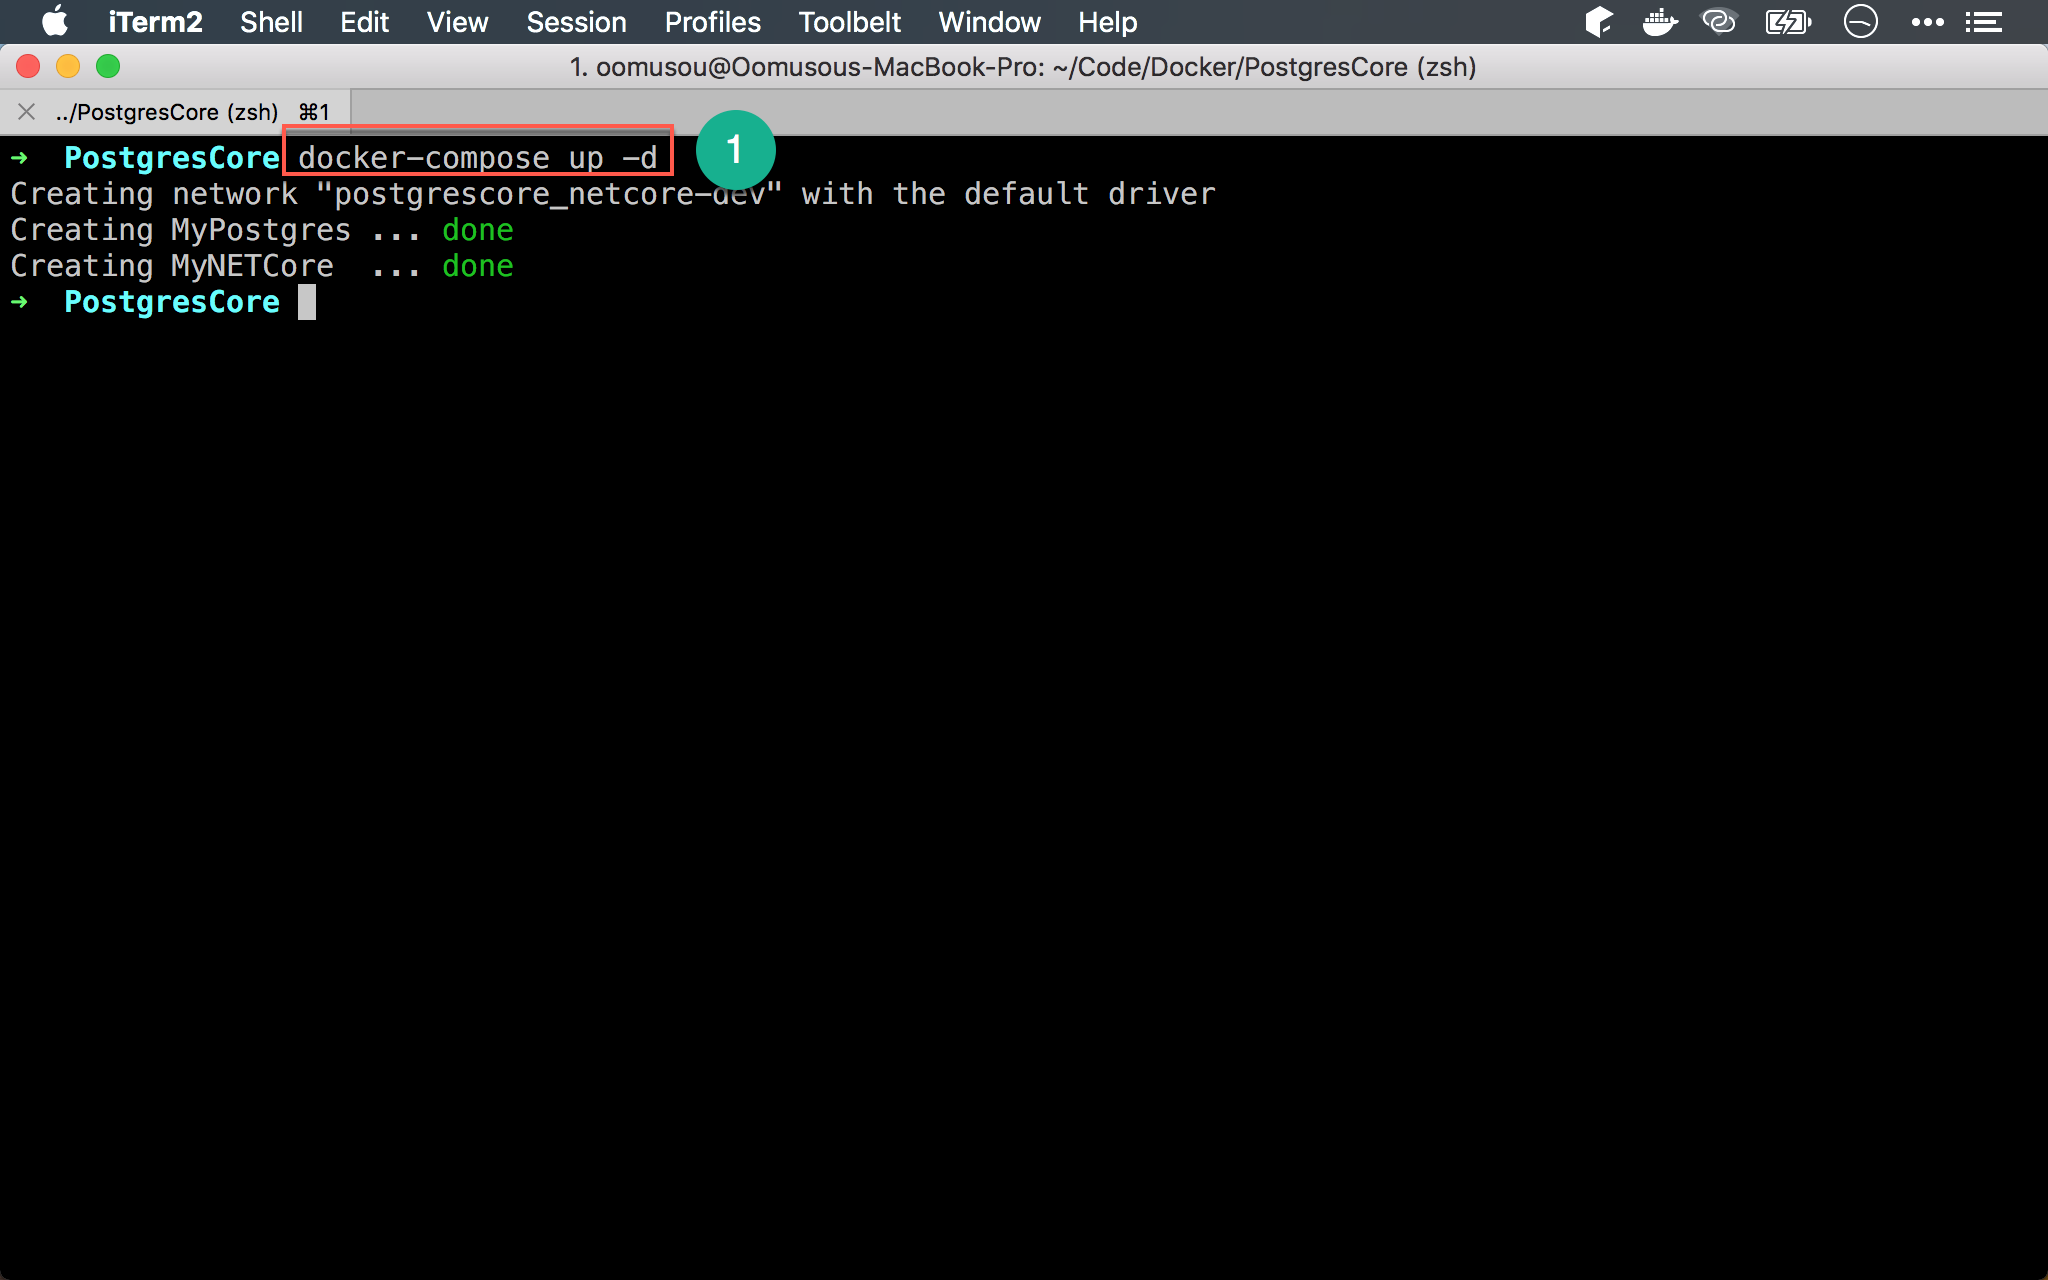 iTerm2 Shell Edit View Session Profiles Toolbelt Window Help
1. oomusou@Oomusous-MacBook-Pro: ~/Code/Docker/PostgresCore (zsh)
../PostgresCore (zsh) ⌘1
➜ PostgresCore docker-compose up -d
1
Creating network "postgrescore_netcore-dev" with the default driver
Creating MyPostgres ... done
Creating MyNETCore ... done
➜ PostgresCore